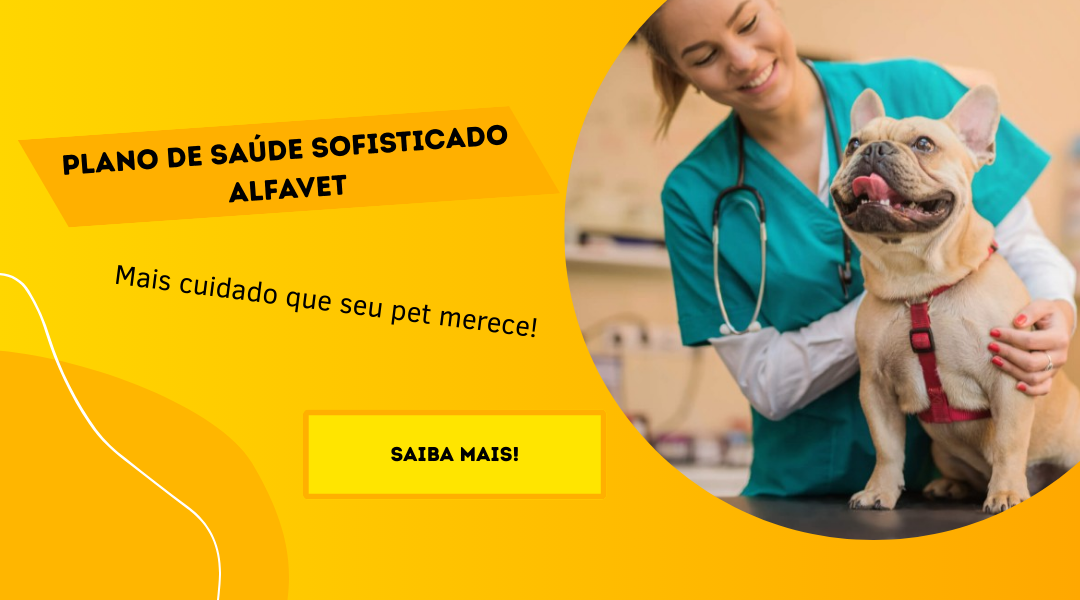 PLANO DE SAÚDE SOFISTICADO
ALFAVET
Mais cuidado que seu pet merece!
SAIBA MAIS!